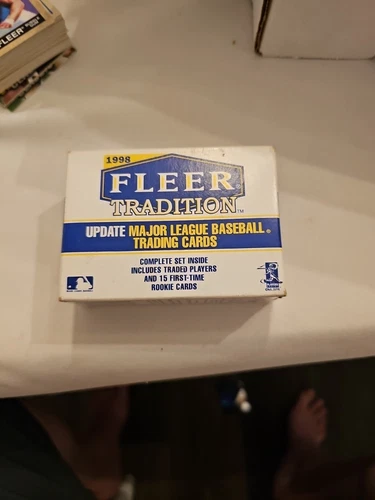 FLEER
1998
FLEER
TRADITION™
UPDATE MAJOR LEAGUE BASEBALL®
TRADING CARDS
COMPLETE SET INSIDE
INCLUDES TRADED PLAYERS
AND 15 FIRST-TIME
ROOKIE CARDS